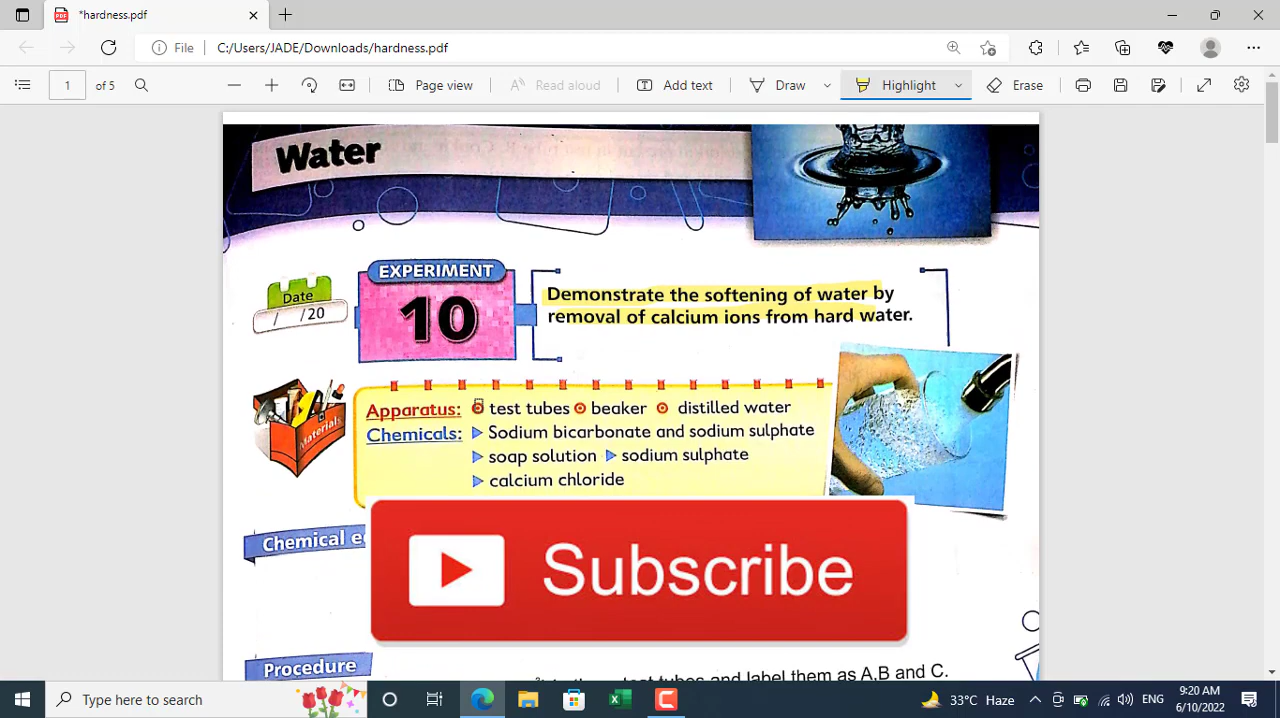 *hardness.pdf
File C:/Users/JADE/Downloads/hardness.pdf
1 of 5 Page view Read aloud Add text Draw Highlight Erase
Water
EXPERIMENT
10
Date
/ /20
Demonstrate the softening of water by
removal of calcium ions from hard water.
Materials
Apparatus: test tubes beaker distilled water
Chemicals: Sodium bicarbonate and sodium sulphate
soap solution sodium sulphate
calcium chloride
Chemical
Subscribe
Procedure
test tubes and label them as A,B and C.
Type here to search
33°C Haze ENG 9:20 AM
6/10/2022